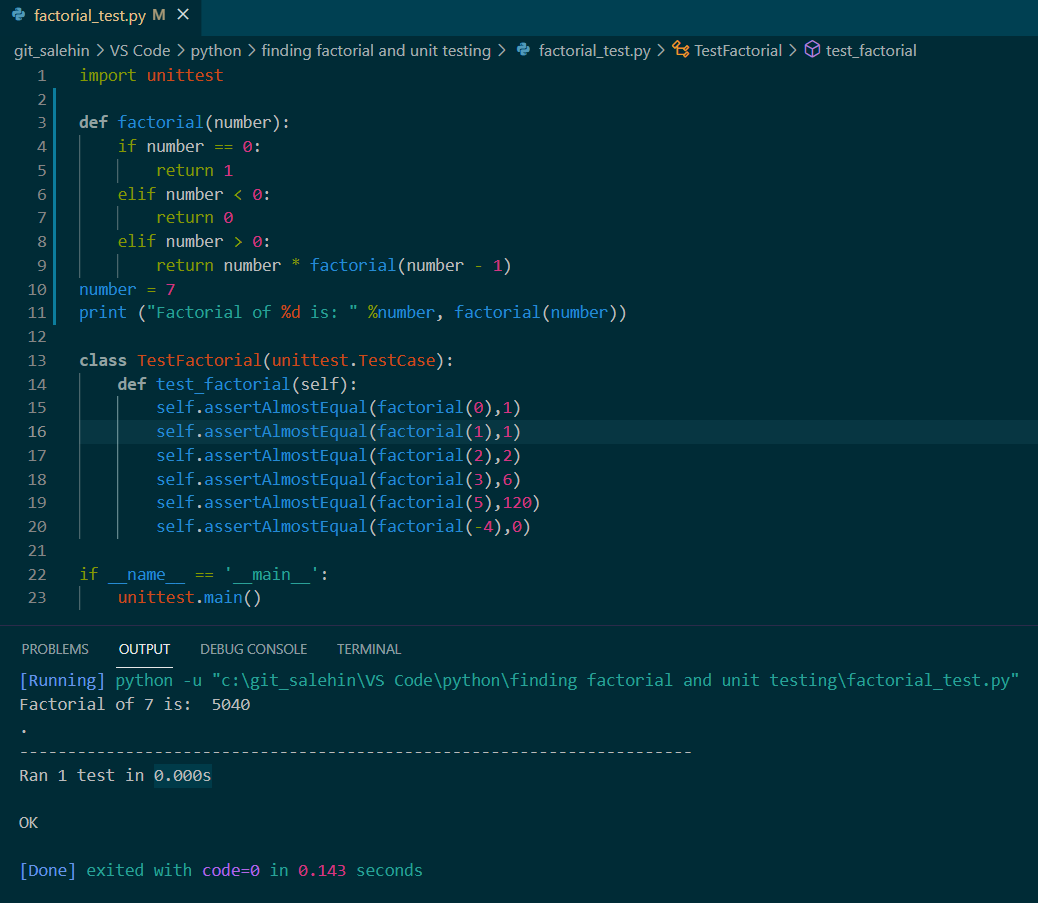 factorial_test.py M ×
git_salehin > VS Code > python > finding factorial and unit testing > factorial_test.py > TestFactorial > test_factorial
1 import unittest
2
3 def factorial(number):
4     if number == 0:
5         return 1
6     elif number < 0:
7         return 0
8     elif number > 0:
9         return number * factorial(number - 1)
10 number = 7
11 print ("Factorial of %d is: " %number, factorial(number))
12
13 class TestFactorial(unittest.TestCase):
14     def test_factorial(self):
15         self.assertAlmostEqual(factorial(0),1)
16         self.assertAlmostEqual(factorial(1),1)
17         self.assertAlmostEqual(factorial(2),2)
18         self.assertAlmostEqual(factorial(3),6)
19         self.assertAlmostEqual(factorial(5),120)
20         self.assertAlmostEqual(factorial(-4),0)
21
22 if __name__ == '__main__':
23     unittest.main()
PROBLEMS OUTPUT DEBUG CONSOLE TERMINAL
[Running] python -u "c:\git_salehin\VS Code\python\finding factorial and unit testing\factorial_test.py"
Factorial of 7 is:  5040
.
----------------------------------------------------------------------
Ran 1 test in 0.000s
OK
[Done] exited with code=0 in 0.143 seconds